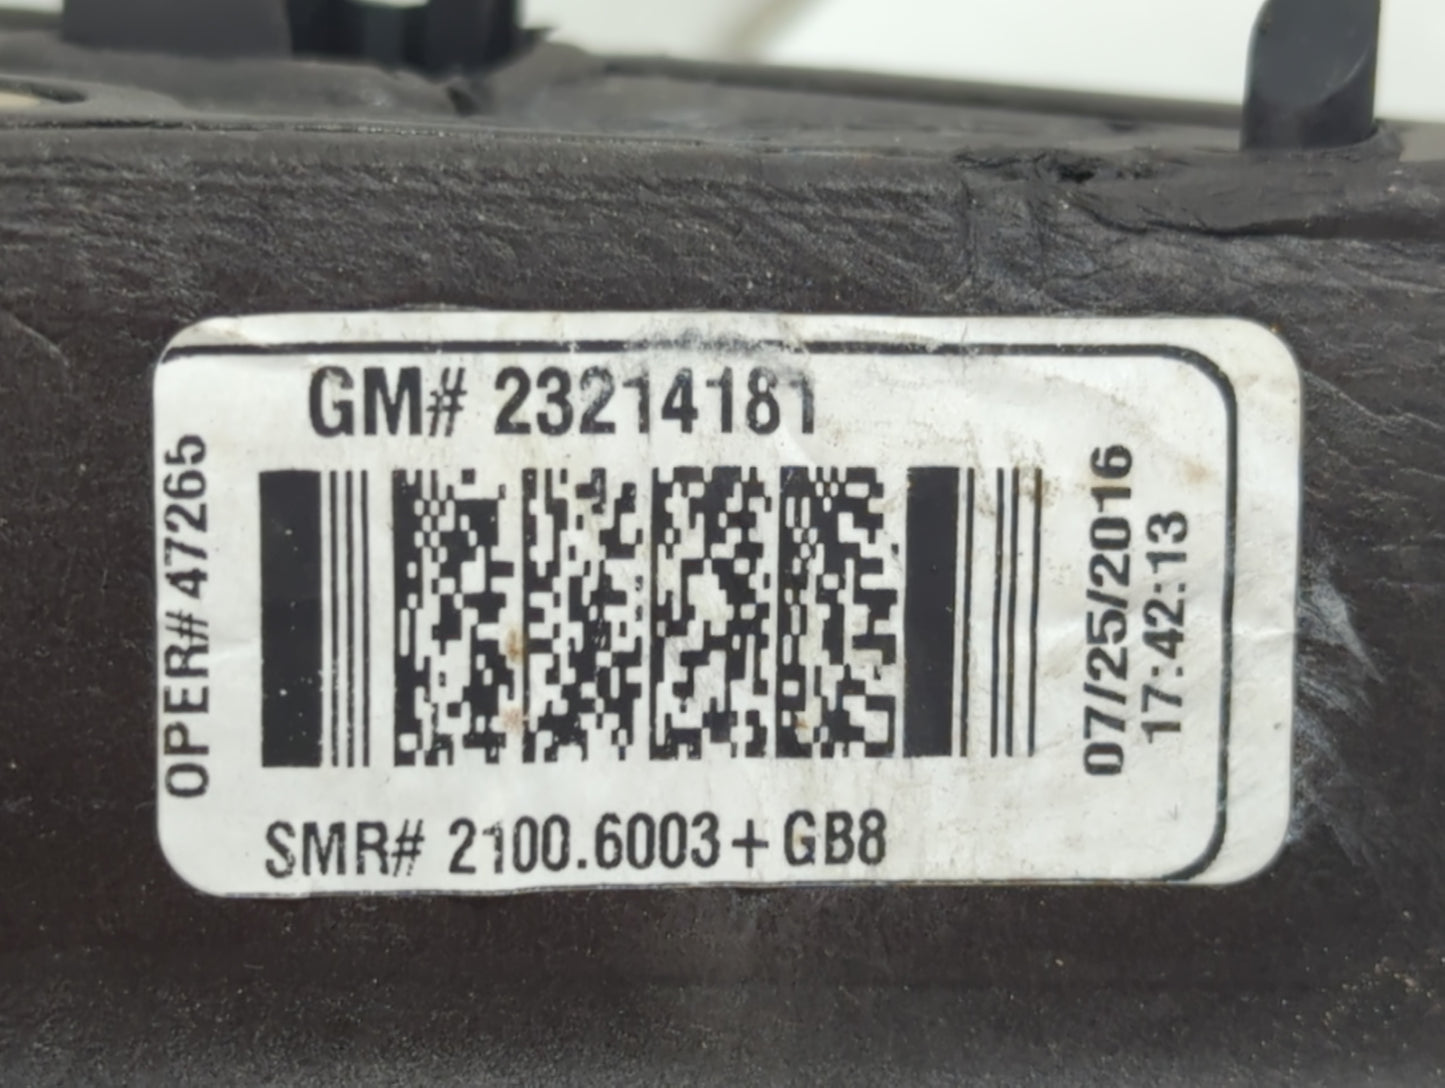 GM# 23214181
OPER# 47265
07/25/2016
17:42:13
SMR# 2100.6003+GB8